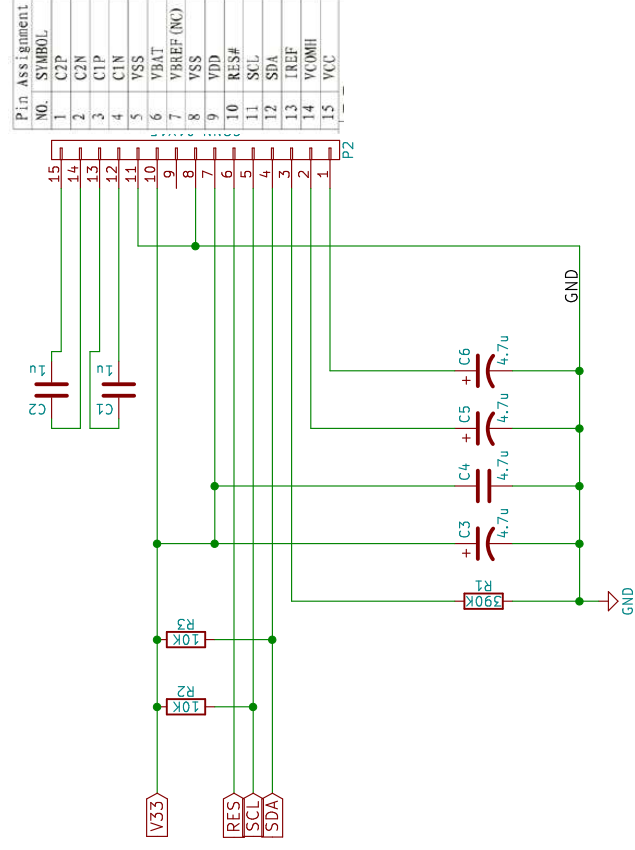 Pin Assignment
NO. SYMBOL
1 C2P
2 C2N
3 C1P
4 C1N
5 VSS
6 VBAT
7 VBREF(NC)
8 VSS
9 VDD
10 RES#
11 SCL
12 SDA
13 IREF
14 VCOMH
15 VCC
P2
15
14
13
12
11
10
9
8
7
6
5
4
3
2
1
GND
1u
C2
1u
C1
C6
4.7u
+
C5
4.7u
+
C4
4.7u
C3
4.7u
+
R1
390K
GND
R3
10K
R2
10K
V33
RES
SCL
SDA